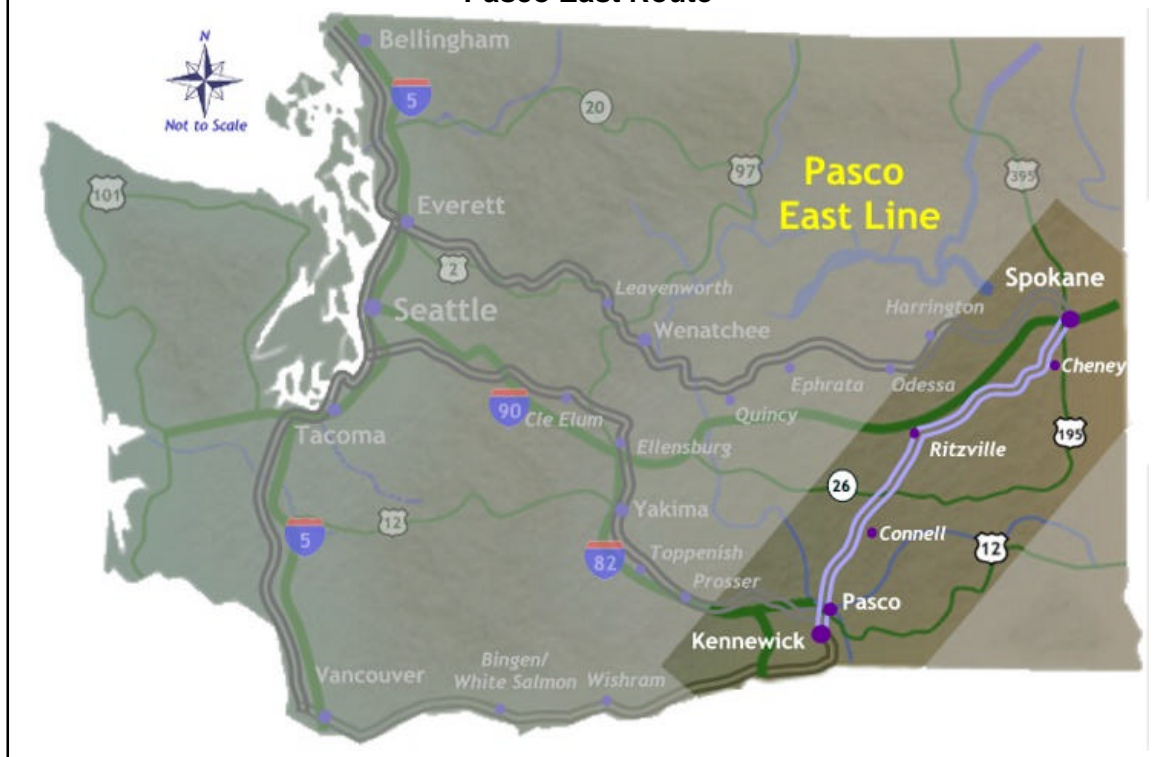 Pasco East Route
N
Not to Scale
Bellingham
5
20
97
395
101
Pasco
East Line
Everett
2
Spokane
Leavenworth
Harrington
Seattle
Wenatchee
Cheney
Ephrata
Odessa
90
Cle Elum
Quincy
Tacoma
Ellensburg
Ritzville
195
26
Yakima
12
5
Connell
12
82
Toppenish
Prosser
Pasco
Kennewick
Vancouver
Bingen/
White Salmon
Wishram